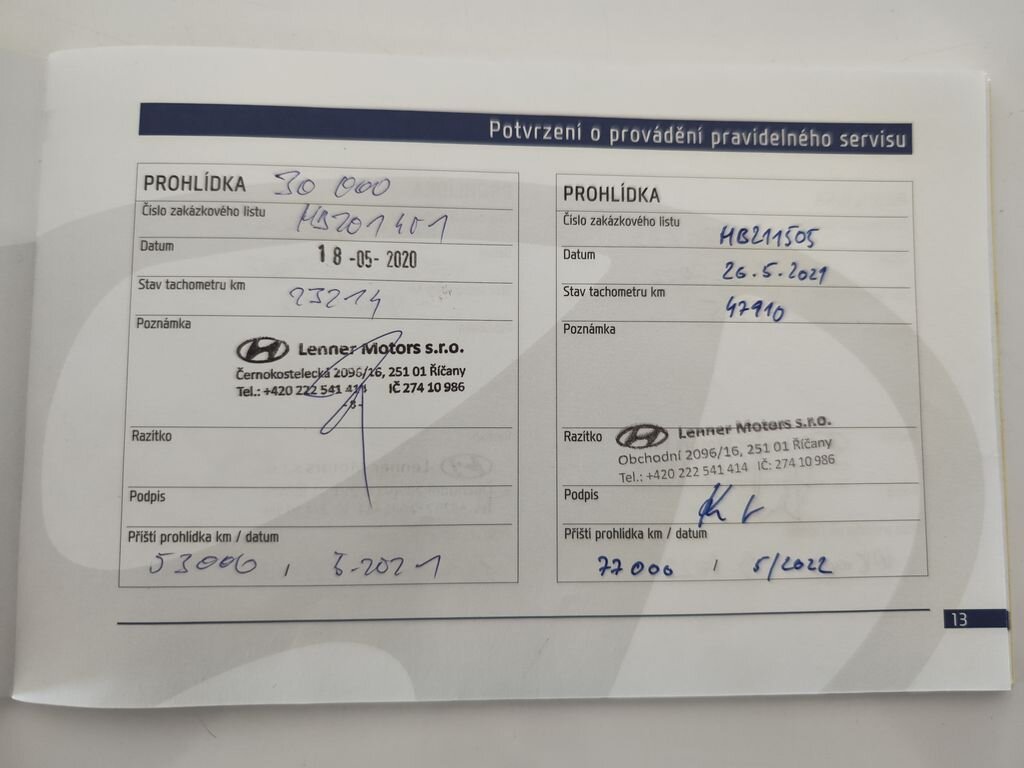 Potvrzení o provádění pravidelného servisu
PROHLÍDKA 30 000
Číslo zakázkového listu HB201401
Datum 18-05-2020
Stav tachometru km 23214
Poznámka
Lenner Motors s.r.o.
Černokostelecká 2096/16, 251 01 Říčany
Tel.: +420 222 541 414 IČ 274 10 986
-8-
Razítko
Podpis
Příští prohlídka km / datum
53000 , 5.2021
PROHLÍDKA
Číslo zakázkového listu HB211505
Datum 26.5.2021
Stav tachometru km 47910
Poznámka
Razítko
Lenner Motors s.r.o.
Obchodní 2096/16, 251 01 Říčany
Tel.: +420 222 541 414 IČ: 274 10 986
Podpis
Příští prohlídka km / datum
77000 , 5/2022
13